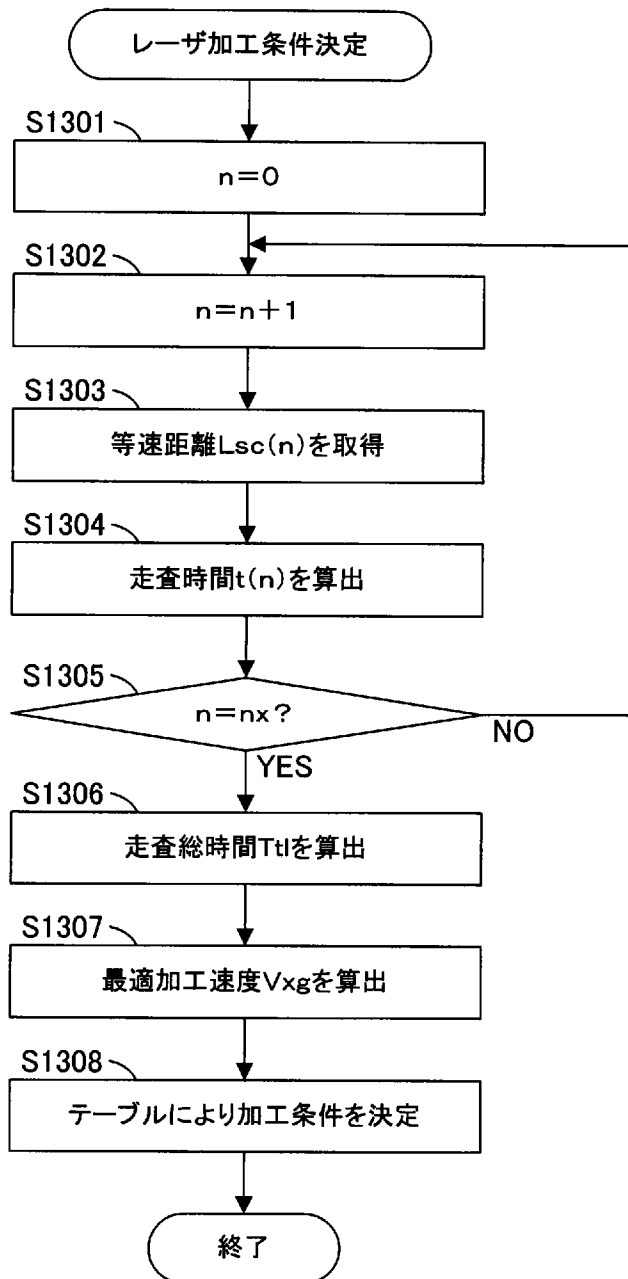 レーザ加工条件決定
S1301
n=0
S1302
n=n+1
S1303
等速距離Lsc(n)を取得
S1304
走査時間t(n)を算出
S1305
n=nx?
NO
YES
S1306
走査総時間Ttlを算出
S1307
最適加工速度Vxgを算出
S1308
テーブルにより加工条件を決定
終了